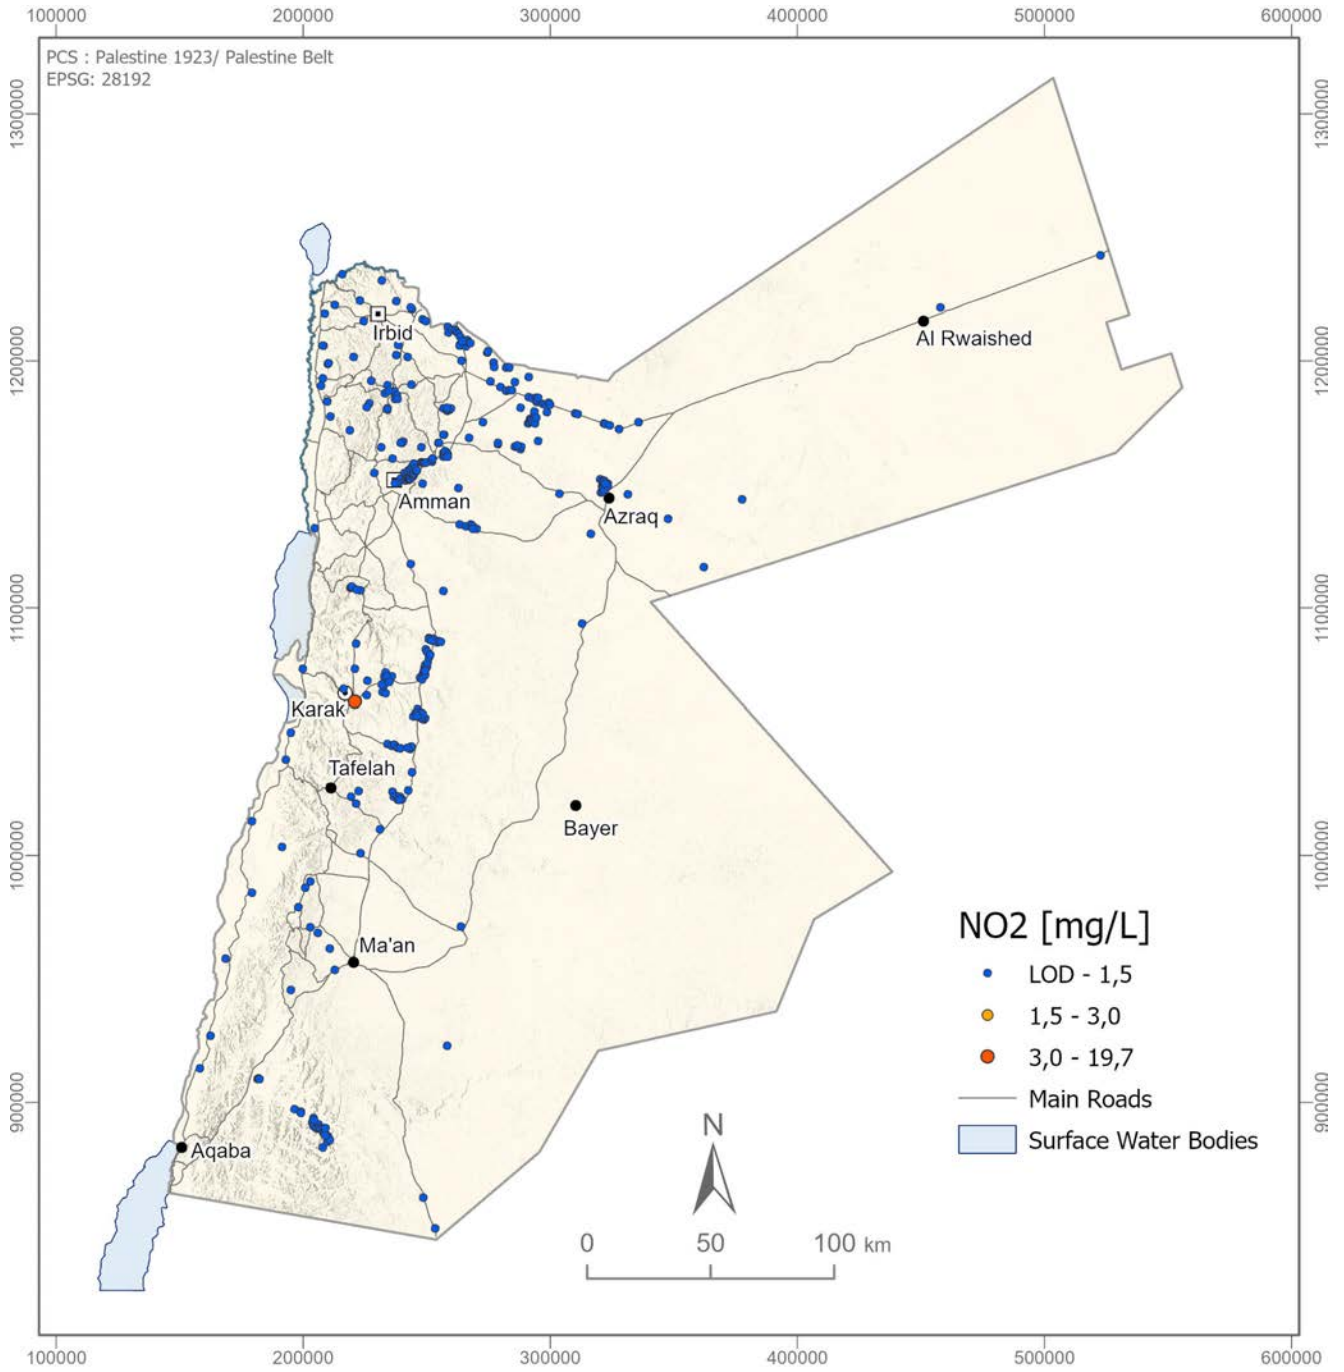 100000 200000 300000 400000 500000 600000
PCS : Palestine 1923/ Palestine Belt
EPSG: 28192
1300000 1300000
1200000 1200000
1100000 1100000
1000000 1000000
900000 900000
Irbid
Al Rwaished
Amman
Azraq
Karak
Tafelah
Bayer
Ma'an
Aqaba
NO2 [mg/L]
LOD - 1,5
1,5 - 3,0
3,0 - 19,7
Main Roads
Surface Water Bodies
N
0 50 100 km
100000 200000 300000 400000 500000 600000